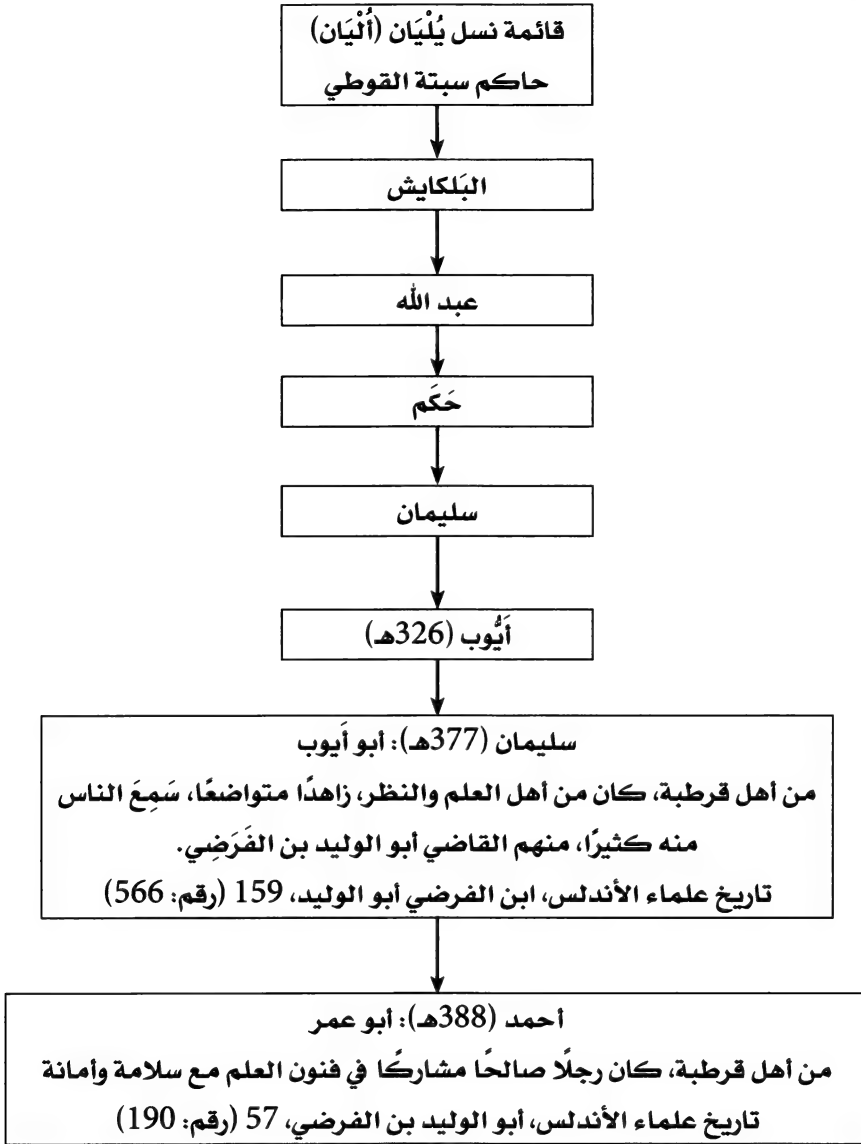 قائمة نسل يُلْيَان (أُلْيَان)
حاكم سبتة القوطي
البَلكايش
عبد الله
حَكَم
سليمان
أَيُّوب (326هـ)
سليمان (377هـ): أبو أيوب
من أهل قرطبة، كان من أهل العلم والنظر، زاهدًا متواضعًا، سَمِعَ الناس
منه كثيرًا، منهم القاضي أبو الوليد بن الفَرَضِي.
تاريخ علماء الأندلس، ابن الفرضي أبو الوليد، 159 (رقم: 566)
أحمد (388هـ): أبو عمر
من أهل قرطبة، كان رجلًا صالحًا مشاركًا في فنون العلم مع سلامة وأمانة
تاريخ علماء الأندلس، أبو الوليد بن الفرضي، 57 (رقم: 190)